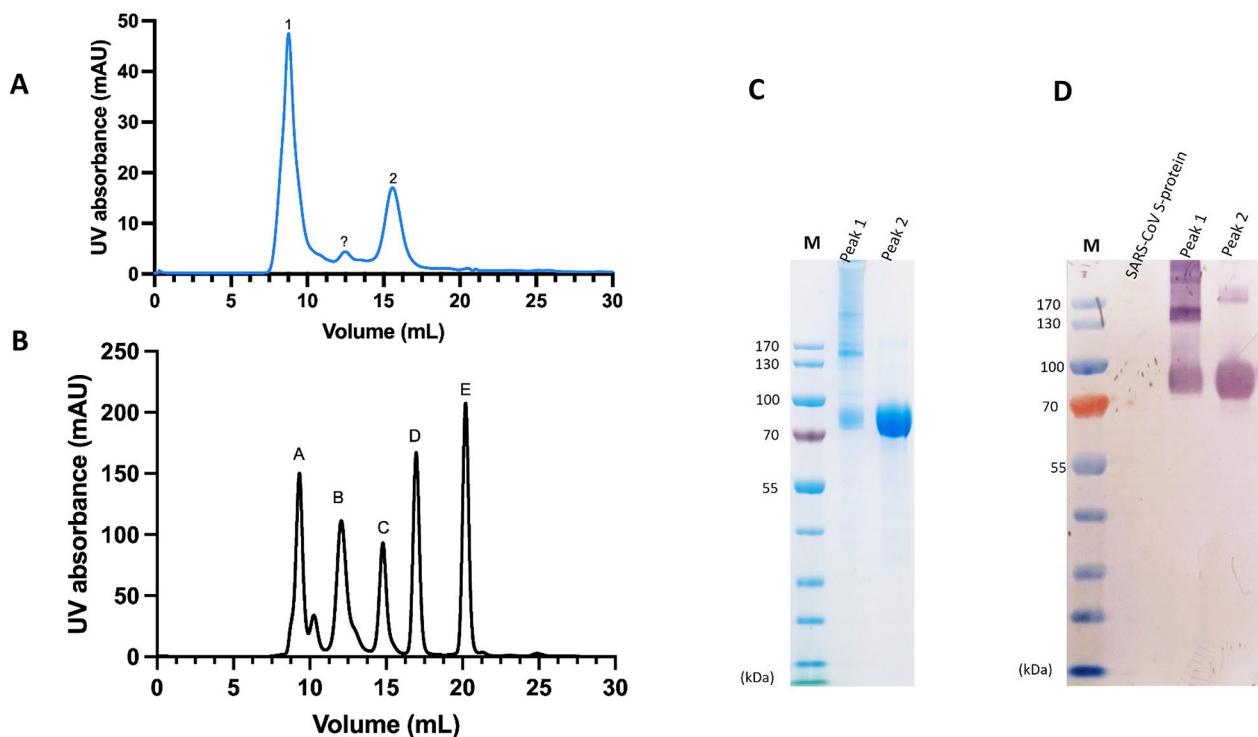 A
UV absorbance (mAU)
50
40
30
20
10
0
1
?
2
0 5 10 15 20 25 30
Volume (mL)
B
UV absorbance (mAU)
250
200
150
100
50
0
A
B
C
D
E
0 5 10 15 20 25 30
Volume (mL)
C
M
Peak 1
Peak 2
170
130
100
70
55
(kDa)
D
M
SARS-CoV S-protein
Peak 1
Peak 2
170
130
100
70
55
(kDa)